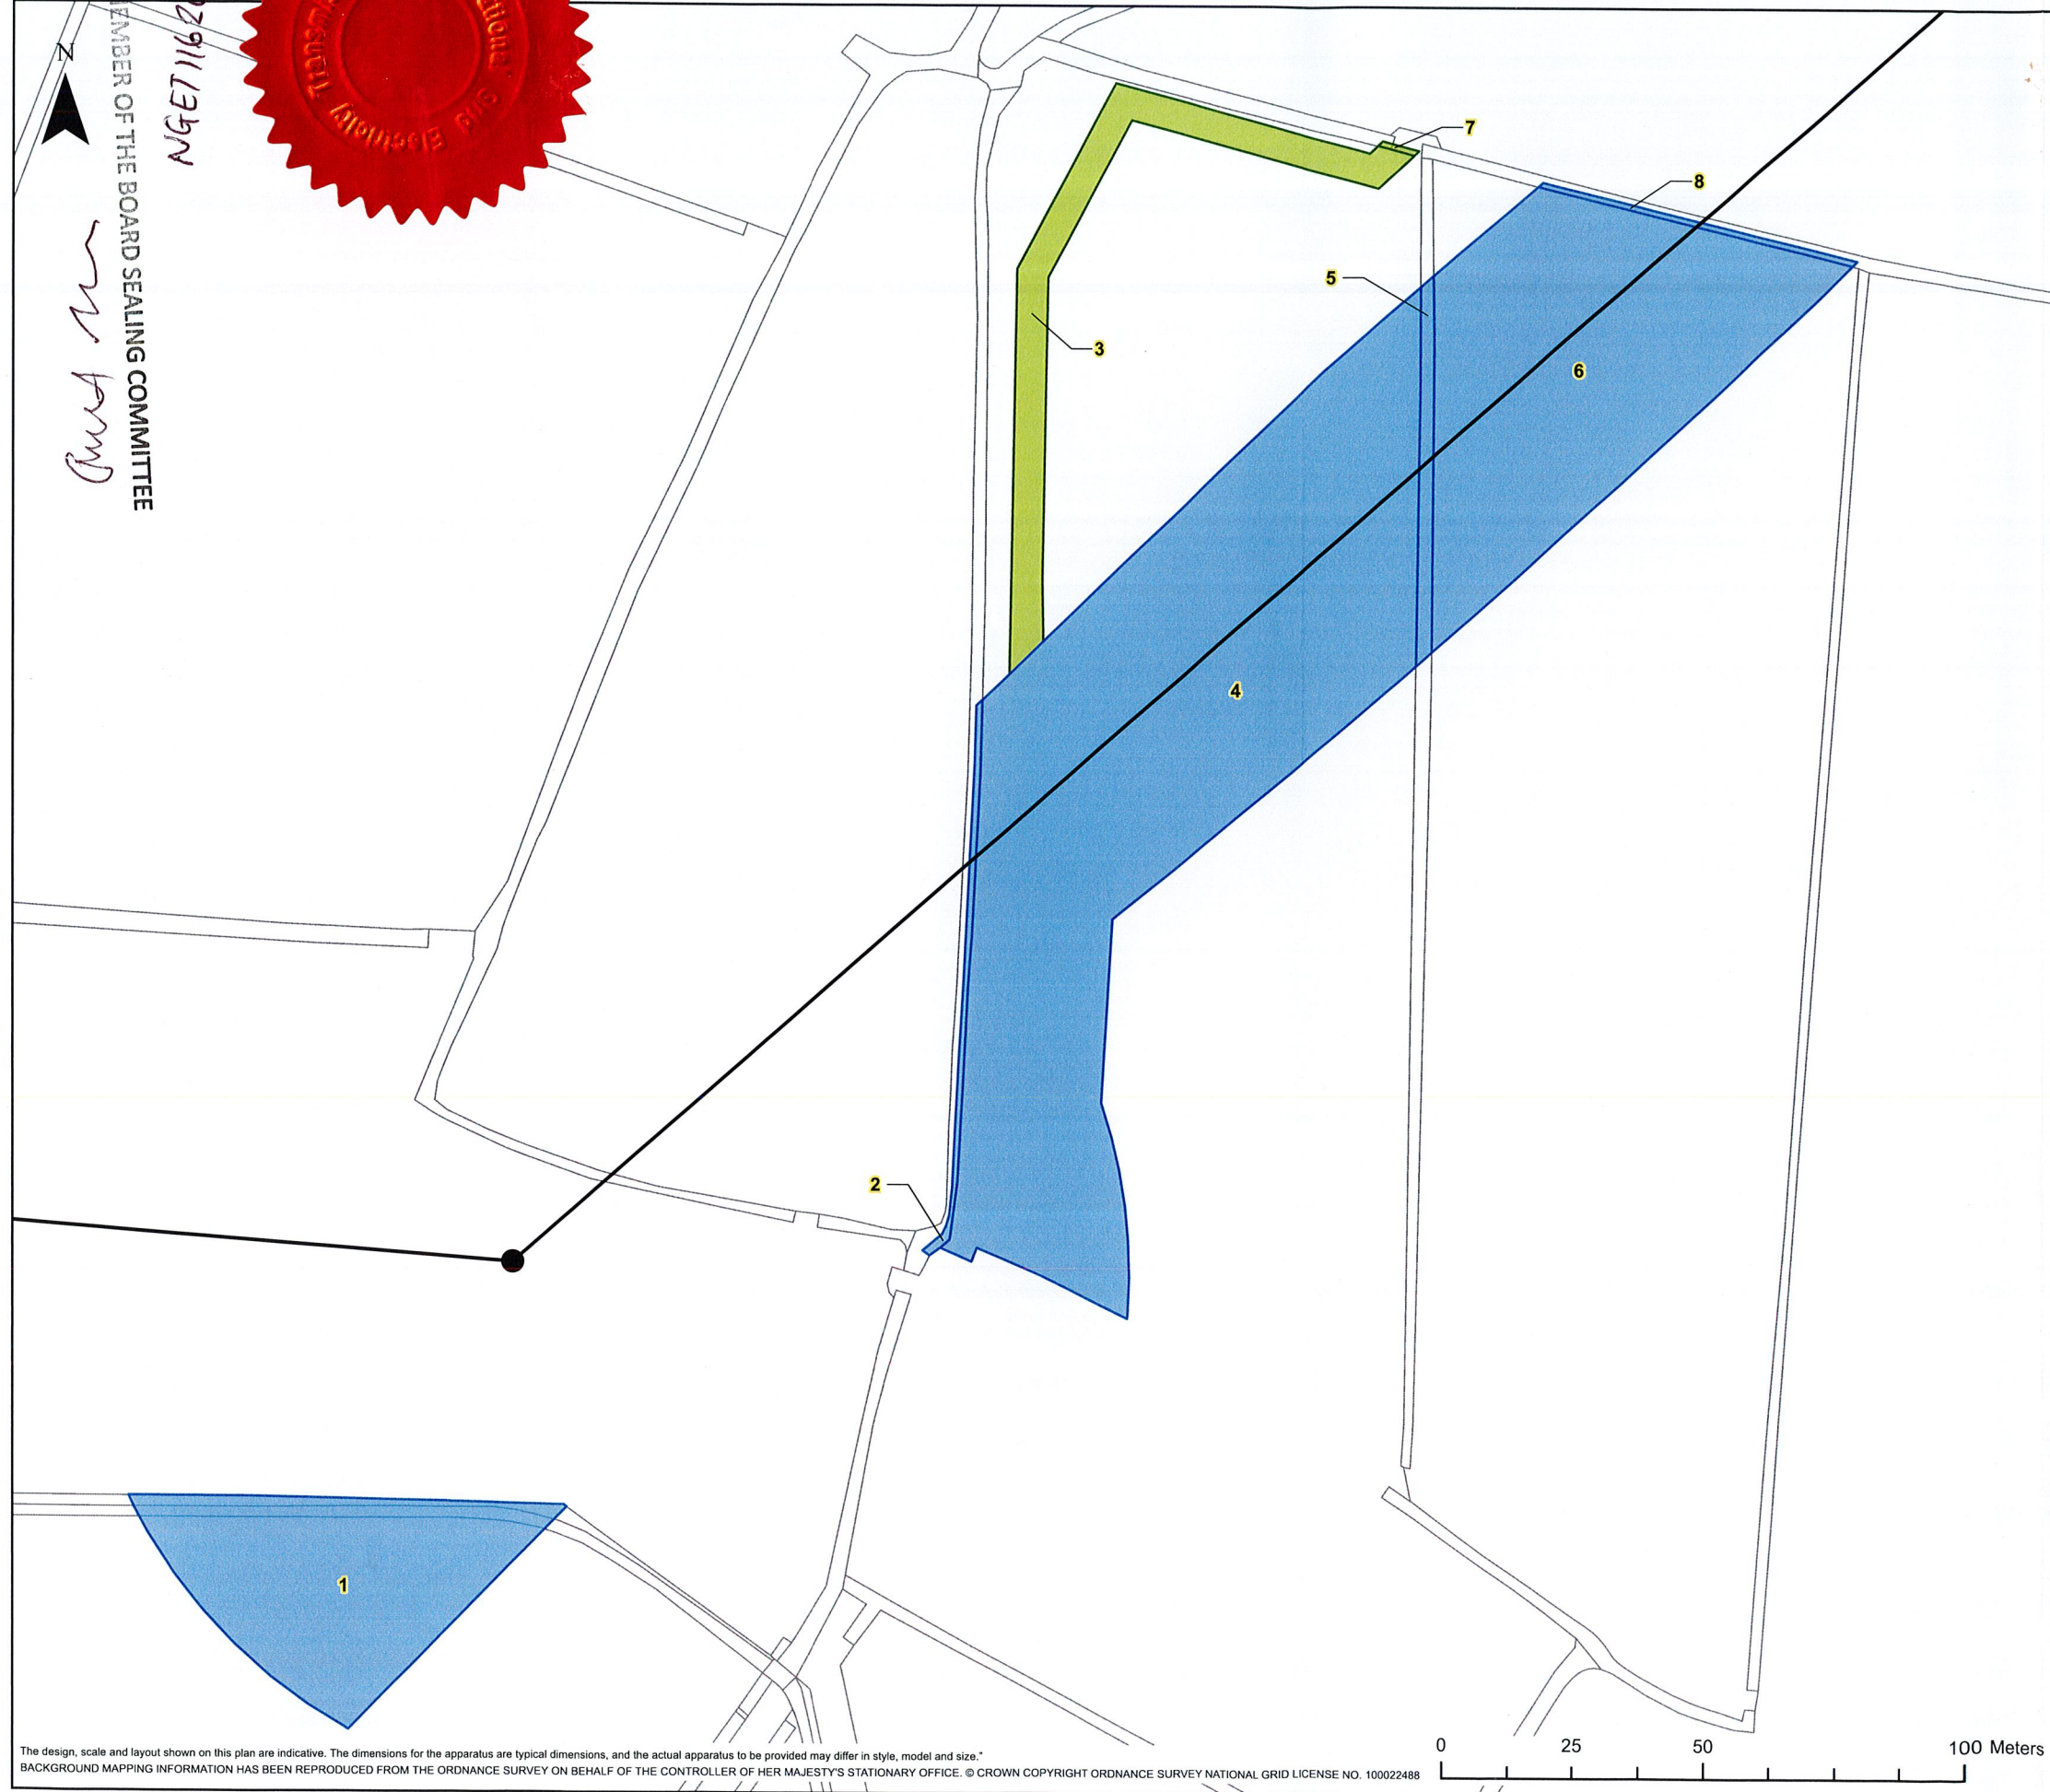 N
EMBER OF THE BOARD SEALING COMMITTEE
NGET1162
Electricity
and
7
8
5
3
6
4
2
1
0 25 50 100 Meters
The design, scale and layout shown on this plan are indicative. The dimensions for the apparatus are typical dimensions, and the actual apparatus to be provided may differ in style, model and size."
BACKGROUND MAPPING INFORMATION HAS BEEN REPRODUCED FROM THE ORDNANCE SURVEY ON BEHALF OF THE CONTROLLER OF HER MAJESTY'S STATIONARY OFFICE. © CROWN COPYRIGHT ORDNANCE SURVEY NATIONAL GRID LICENSE NO. 100022488